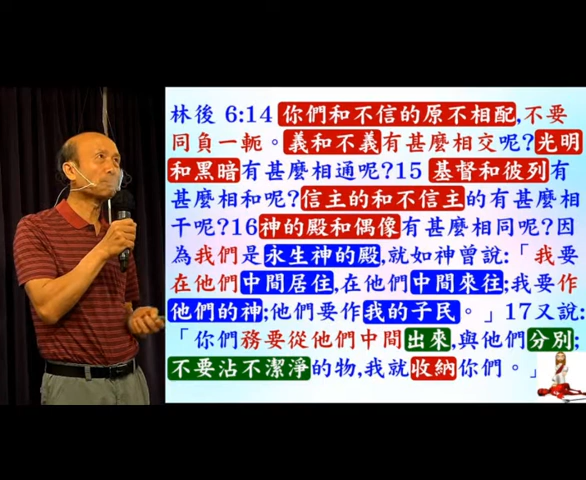 林後 6:14 你們和不信的原不相配,不要
同負一軛。義和不義有甚麼相交呢?光明
和黑暗有甚麼相通呢?15 基督和彼列有
甚麼相和呢?信主的和不信主的有甚麼相
干呢?16神的殿和偶像有甚麼相同呢?因
為我們是永生神的殿,就如神曾說:「我要
在他們中間居住,在他們中間來往;我要作
他們的神;他們要作我的子民。」17又說:
「你們務要從他們中間出來,與他們分別;
不要沾不潔淨的物,我就收納你們。」